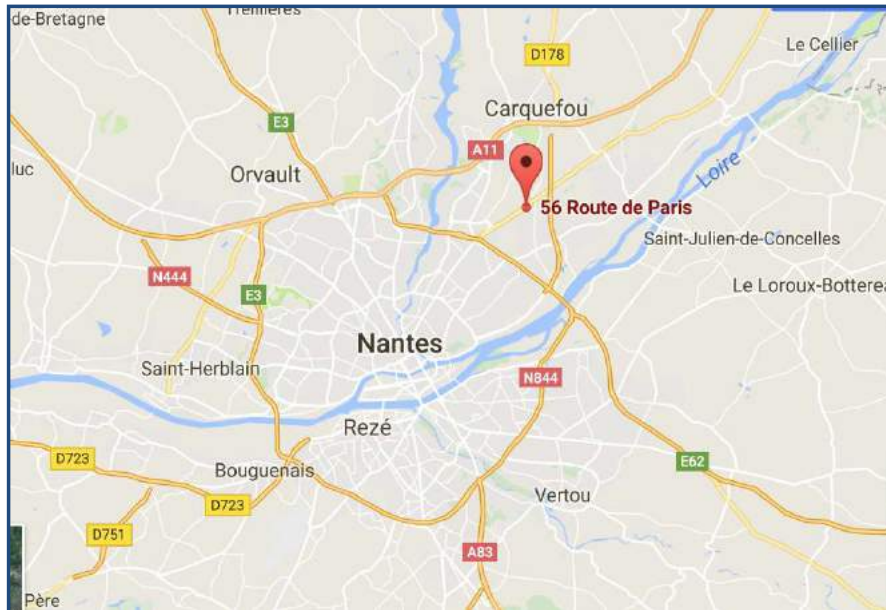 de-Bretagne
Treillières
Le Cellier
D178
Carquefou
E3
A11
luc
Orvault
Loire
56 Route de Paris
Saint-Julien-de-Concelles
N444
Le Loroux-Botterea
E3
Nantes
Saint-Herblain
N844
Rezé
D723
Bouguenais
E62
D723
Vertou
D751
A83
Père